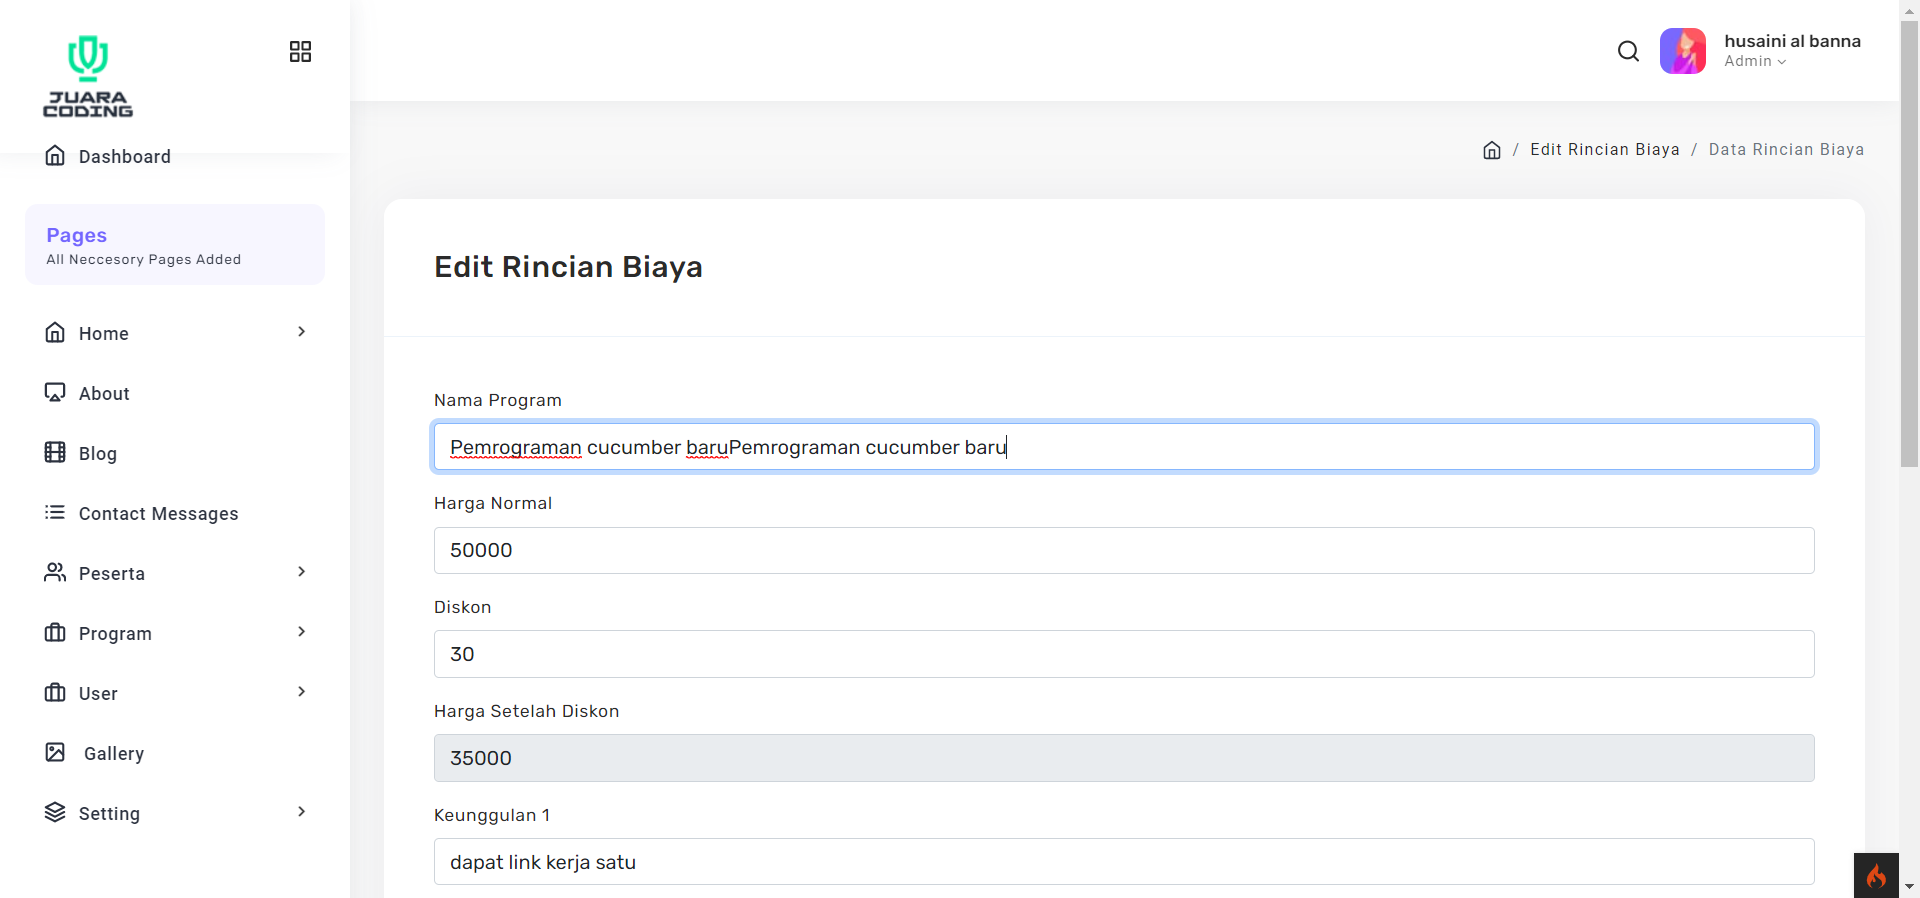 JUARA
CODING
husaini al banna
Admin
Dashboard
Pages
All Neccesory Pages Added
Home
About
Blog
Contact Messages
Peserta
Program
User
Gallery
Setting
/ Edit Rincian Biaya / Data Rincian Biaya
Edit Rincian Biaya
Nama Program
Pemrograman cucumber baruPemrograman cucumber baru
Harga Normal
50000
Diskon
30
Harga Setelah Diskon
35000
Keunggulan 1
dapat link kerja satu